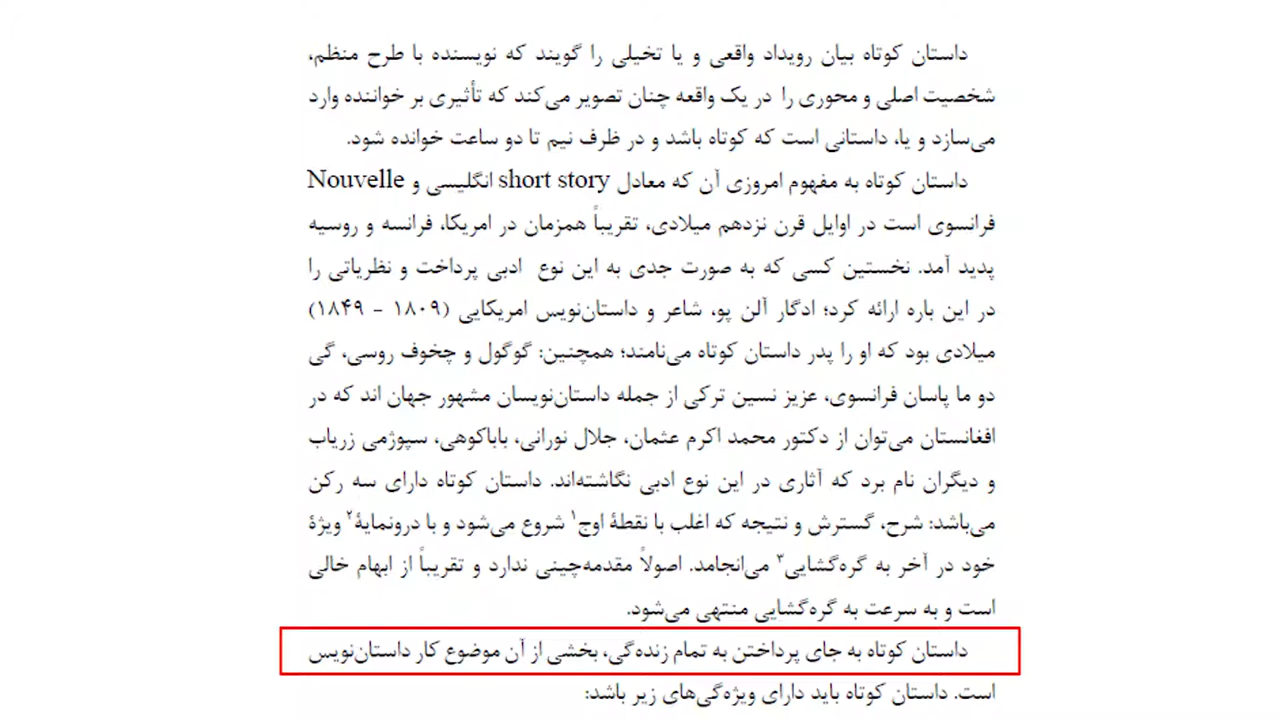 داستان کوتاه بیان رویداد واقعی و یا تخیلی را گویند که نویسنده با طرح منظم،
شخصیت اصلی و محوری را در یک واقعه چنان تصویر می‌کند که تأثیری بر خواننده وارد
می‌سازد و یا، داستانی است که کوتاه باشد و در ظرف نیم تا دو ساعت خوانده شود.
داستان کوتاه به مفهوم امروزی آن که معادل short story انگلیسی و Nouvelle
فرانسوی است در اوایل قرن نزدهم میلادی، تقریباً همزمان در امریکا، فرانسه و روسیه
پدید آمد. نخستین کسی که به صورت جدی به این نوع ادبی پرداخت و نظریاتی را
در این باره ارائه کرد؛ ادگار آلن پو، شاعر و داستان‌نویس امریکایی (۱۸۰۹ - ۱۸۴۹)
میلادی بود که او را پدر داستان کوتاه می‌نامند؛ همچنین: گوگول و چخوف روسی، گی
دو ما پاسان فرانسوی، عزیز نسین ترکی از جمله داستان‌نویسان مشهور جهان اند که در
افغانستان می‌توان از دکتور محمد اکرم عثمان، جلال نورانی، باباکوهی، سپوژمی زریاب
و دیگران نام برد که آثاری در این نوع ادبی نگاشته‌اند. داستان کوتاه دارای سه رکن
می‌باشد: شرح، گسترش و نتیجه که اغلب با نقطهٔ اوج۱ شروع می‌شود و با درونمایهٔ۲ ویژهٔ
خود در آخر به گره‌گشایی۳ می‌انجامد. اصولاً مقدمه‌چینی ندارد و تقریباً از ابهام خالی
است و به سرعت به گره‌گشایی منتهی می‌شود.
داستان کوتاه به جای پرداختن به تمام زنده‌گی، بخشی از آن موضوع کار داستان‌نویس
است. داستان کوتاه باید دارای ویژه‌گی‌های زیر باشد: